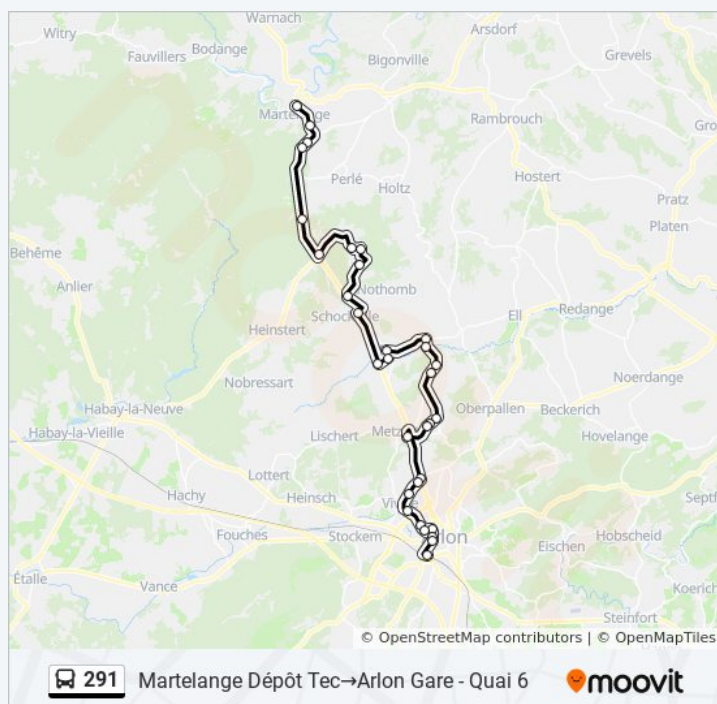 Warnach
Arsdorf
Witry
Bodange
Grevels
Fauvillers
Bigonville
Rambrouch
Perlé
Holtz
Hostert
Pratz
Platen
Behême
Anlier
Nothomb
Ell
Redange
Heinstert
Noerdange
Nobressart
Oberpallen
Beckerich
Habay-la-Neuve
Habay-la-Vieille
Lischert
Hovelange
Lottert
Hachy
Heinsch
Fouches
Stockem
Eischen
Hobscheid
Étalle
Vance
Steinfort
© OpenStreetMap contributors | © OpenMapTiles
291 Martelange Dépôt Tec→Arlon Gare - Quai 6 moovit